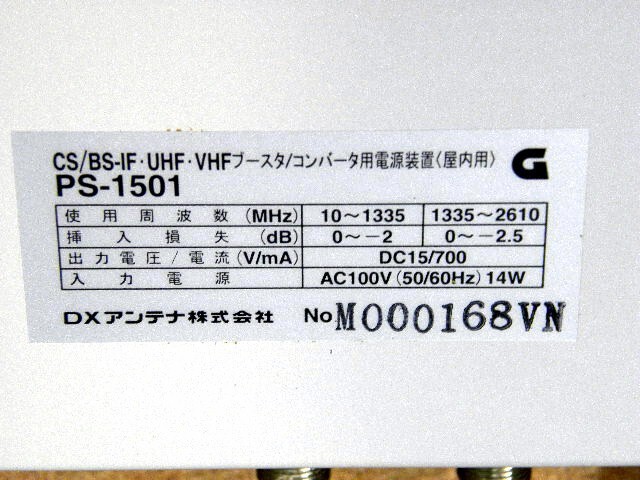 CS/BS-IF・UHF・VHFブースタ/コンバータ用電源装置〈屋内用〉 G
PS-1501
使用周波数 (MHz) 10～1335 1335～2610
挿入損失 (dB) 0～－2 0～－2.5
出力電圧/電流 (V/mA) DC15/700
入力電源 AC100V (50/60Hz) 14W
DXアンテナ株式会社 No M000168VN